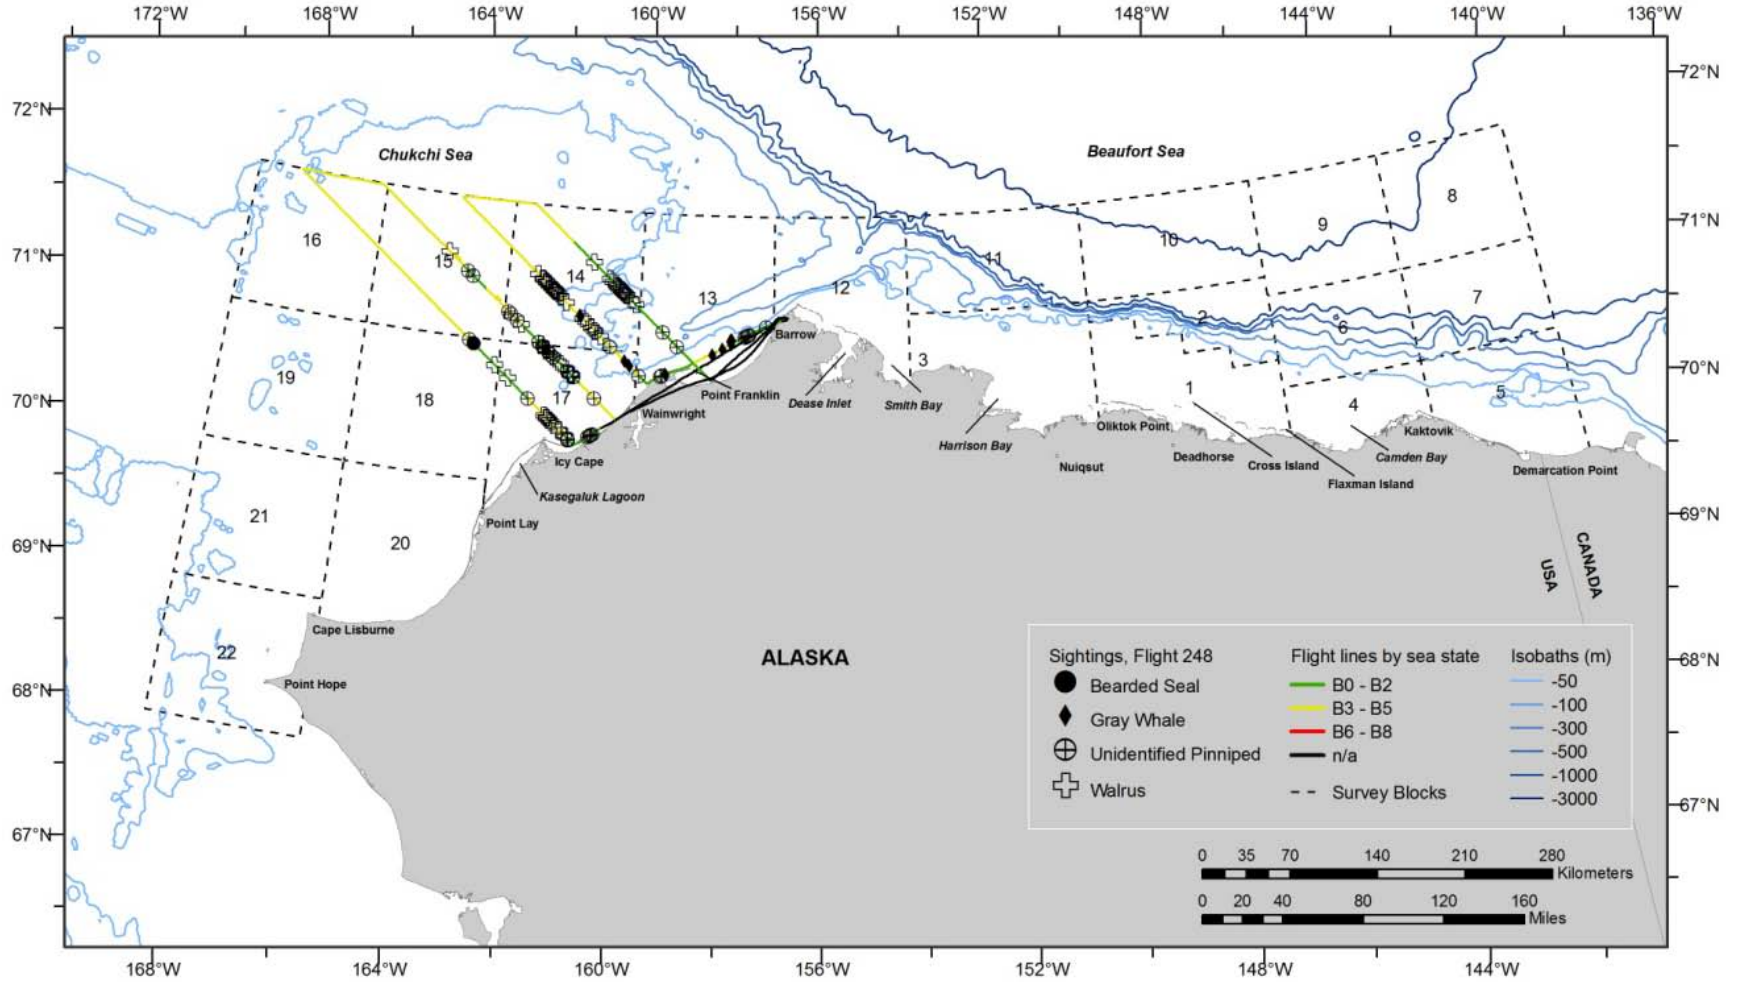 172°W 168°W 164°W 160°W 156°W 152°W 148°W 144°W 140°W 136°W
72°N
72°N
Chukchi Sea
Beaufort Sea
8
9
10
16
71°N
71°N
15
14
11
13
12
7
2
6
Barrow
3
70°N
70°N
19
18
17
1
4
5
Point Franklin
Wainwright
Dease Inlet
Smith Bay
Harrison Bay
Oliktok Point
Kaktovik
Nuiqsut
Deadhorse
Cross Island
Camden Bay
Flaxman Island
Demarcation Point
Icy Cape
Kasegaluk Lagoon
Point Lay
21
20
69°N
69°N
USA
CANADA
Cape Lisburne
22
Point Hope
ALASKA
68°N
68°N
67°N
67°N
Sightings, Flight 248
Bearded Seal
Gray Whale
Unidentified Pinniped
Walrus
Flight lines by sea state
B0 - B2
B3 - B5
B6 - B8
n/a
Survey Blocks
Isobaths (m)
-50
-100
-300
-500
-1000
-3000
0 35 70 140 210 280
Kilometers
0 20 40 80 120 160
Miles
168°W 164°W 160°W 156°W 152°W 148°W 144°W